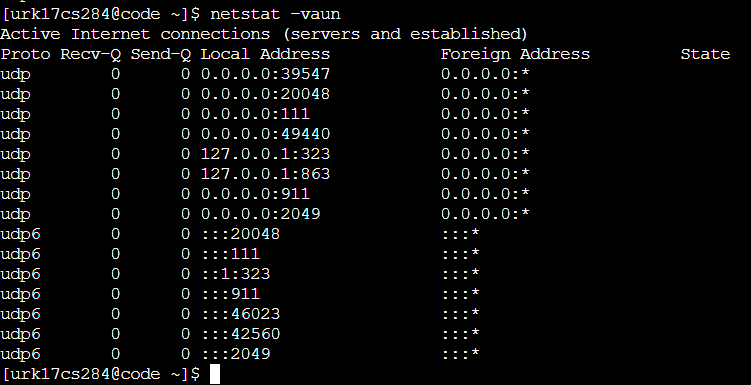 [urk17cs284@code ~]$ netstat -vaun
Active Internet connections (servers and established)
Proto Recv-Q Send-Q Local Address           Foreign Address         State
udp        0      0 0.0.0.0:39547           0.0.0.0:*
udp        0      0 0.0.0.0:20048           0.0.0.0:*
udp        0      0 0.0.0.0:111             0.0.0.0:*
udp        0      0 0.0.0.0:49440           0.0.0.0:*
udp        0      0 127.0.0.1:323           0.0.0.0:*
udp        0      0 127.0.0.1:863           0.0.0.0:*
udp        0      0 0.0.0.0:911             0.0.0.0:*
udp        0      0 0.0.0.0:2049            0.0.0.0:*
udp6       0      0 :::20048                :::*
udp6       0      0 :::111                  :::*
udp6       0      0 ::1:323                 :::*
udp6       0      0 :::911                  :::*
udp6       0      0 :::46023                :::*
udp6       0      0 :::42560                :::*
udp6       0      0 :::2049                 :::*
[urk17cs284@code ~]$